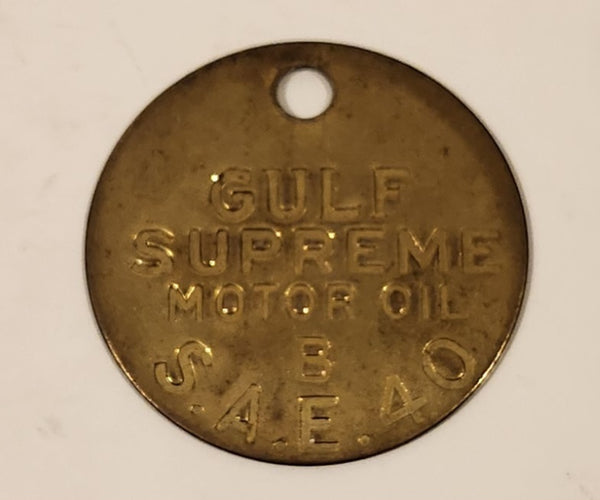 GULF
SUPREME
MOTOR OIL
B
S.A.E.40